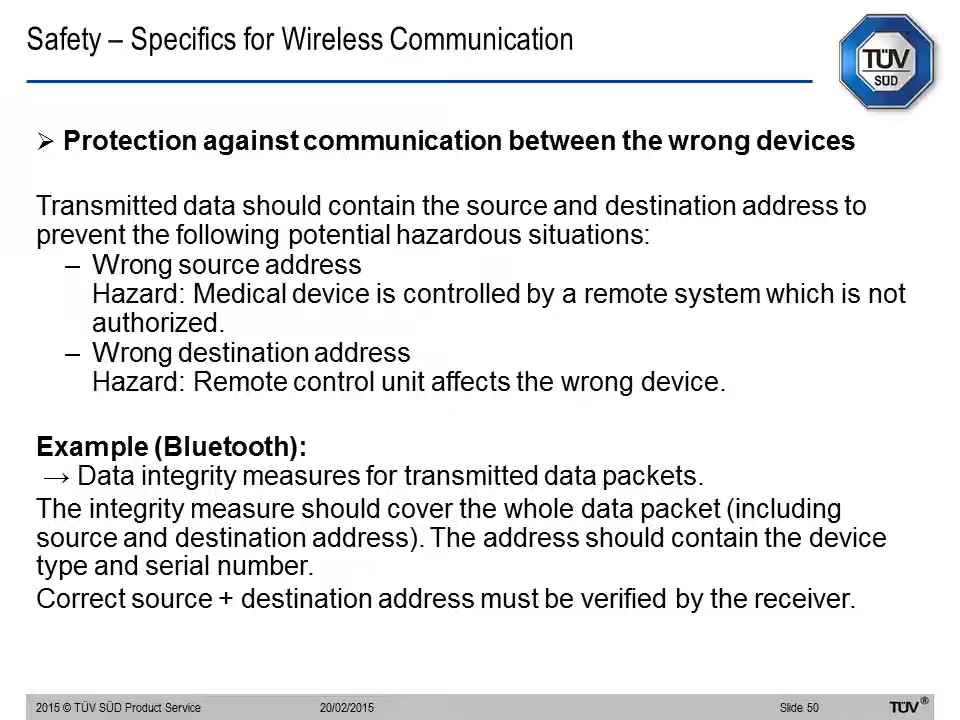 Safety – Specifics for Wireless Communication
TÜV
SÜD
➢ Protection against communication between the wrong devices
Transmitted data should contain the source and destination address to
prevent the following potential hazardous situations:
– Wrong source address
Hazard: Medical device is controlled by a remote system which is not
authorized.
– Wrong destination address
Hazard: Remote control unit affects the wrong device.
Example (Bluetooth):
→ Data integrity measures for transmitted data packets.
The integrity measure should cover the whole data packet (including
source and destination address). The address should contain the device
type and serial number.
Correct source + destination address must be verified by the receiver.
2015 © TÜV SÜD Product Service 20/02/2015 Slide 50 TÜV®